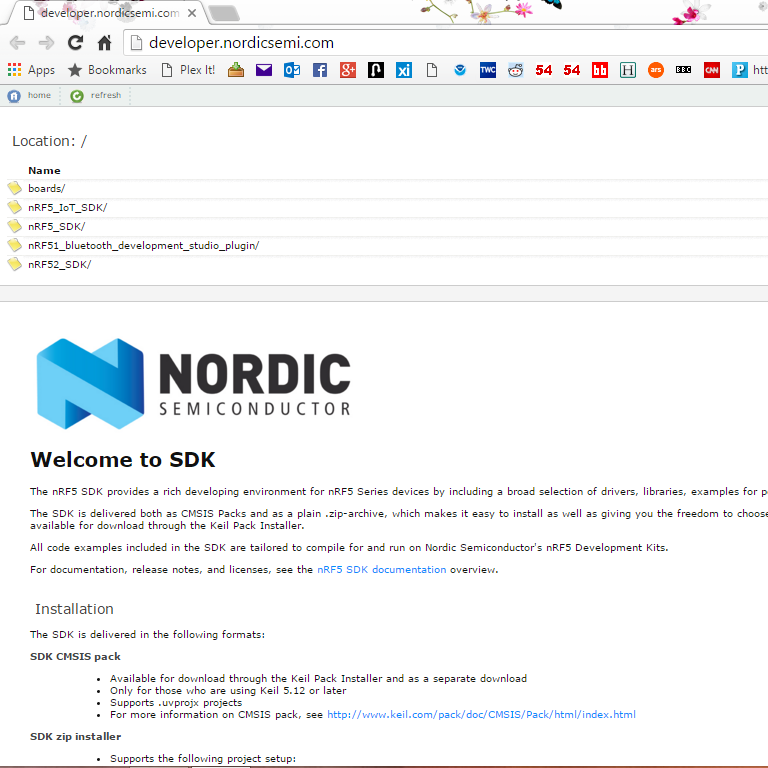 developer.nordicsemi.com
developer.nordicsemi.com
Apps Bookmarks Plex It! xi TWC 54 54 bb H ars BBC CNN P htt
home refresh
Location: /
Name
boards/
nRF5_IoT_SDK/
nRF5_SDK/
nRF51_bluetooth_development_studio_plugin/
nRF52_SDK/
NORDIC
SEMICONDUCTOR
Welcome to SDK
The nRF5 SDK provides a rich developing environment for nRF5 Series devices by including a broad selection of drivers, libraries, examples for p
The SDK is delivered both as CMSIS Packs and as a plain .zip-archive, which makes it easy to install as well as giving you the freedom to choose
available for download through the Keil Pack Installer.
All code examples included in the SDK are tailored to compile for and run on Nordic Semiconductor's nRF5 Development Kits.
For documentation, release notes, and licenses, see the nRF5 SDK documentation overview.
Installation
The SDK is delivered in the following formats:
SDK CMSIS pack
• Available for download through the Keil Pack Installer and as a separate download
• Only for those who are using Keil 5.12 or later
• Supports .uvprojx projects
• For more information on CMSIS pack, see http://www.keil.com/pack/doc/CMSIS/Pack/html/index.html
SDK zip installer
• Supports the following project setup: